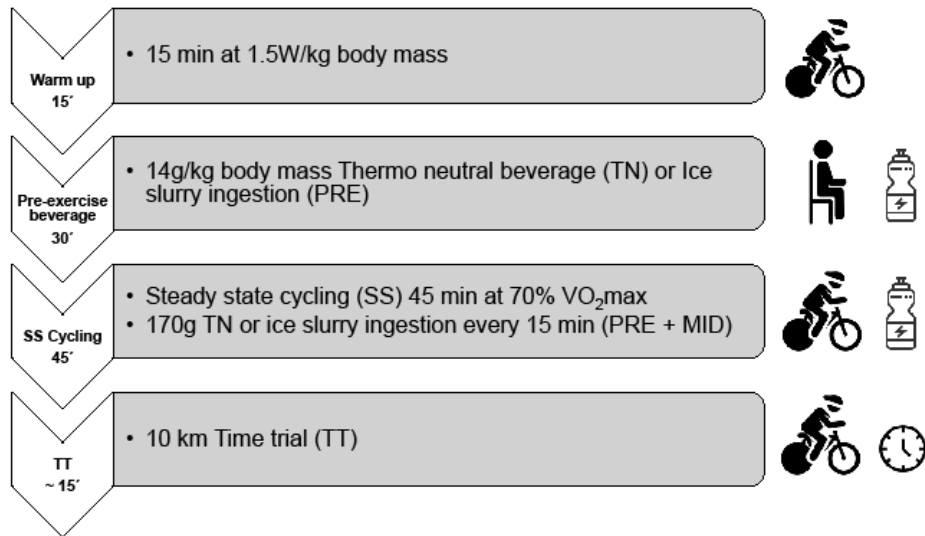 • 15 min at 1.5W/kg body mass
Warm up
15´
• 14g/kg body mass Thermo neutral beverage (TN) or Ice
slurry ingestion (PRE)
Pre-exercise
beverage
30´
• Steady state cycling (SS) 45 min at 70% VO₂max
• 170g TN or ice slurry ingestion every 15 min (PRE + MID)
SS Cycling
45´
• 10 km Time trial (TT)
TT
~ 15´